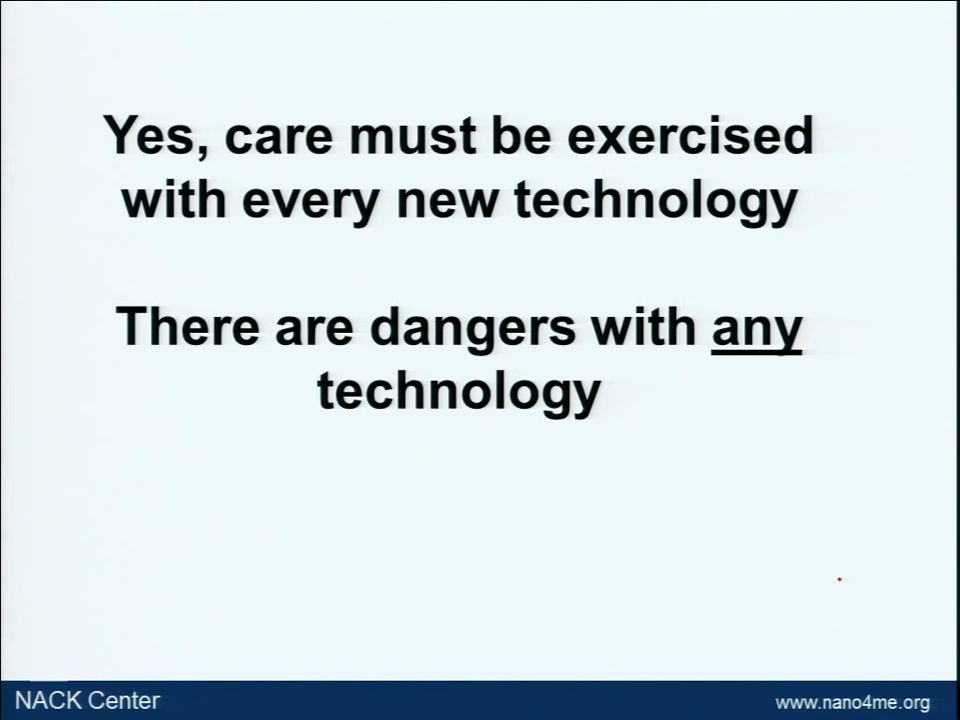 Yes, care must be exercised
with every new technology
There are dangers with any
technology
NACK Center
www.nano4me.org